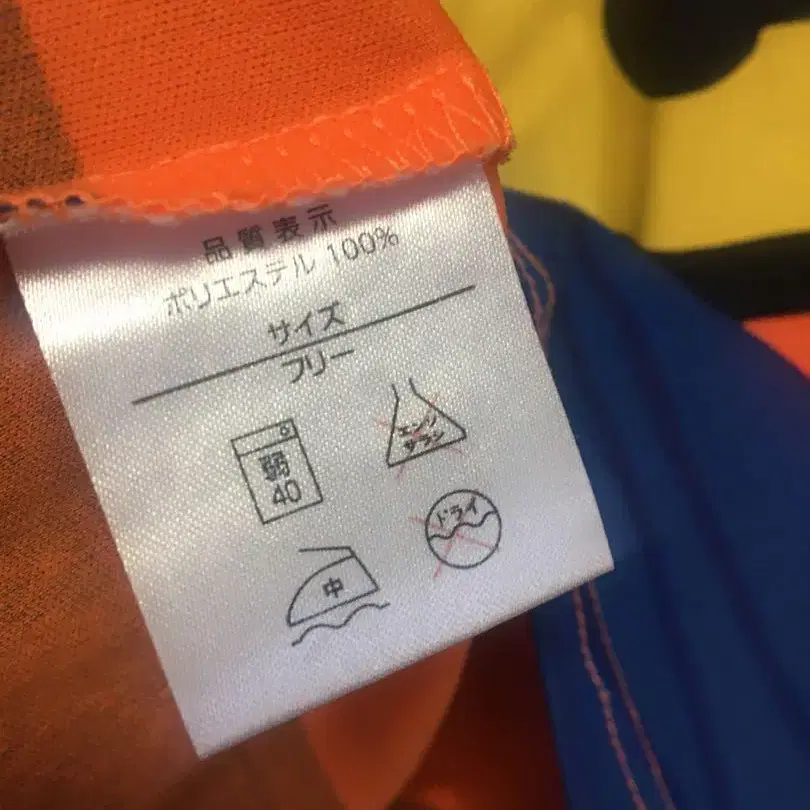 品質表示
ポリエステル 100%
サイズ
フリー
弱
40
エンソ
サラシ
中
ドライ